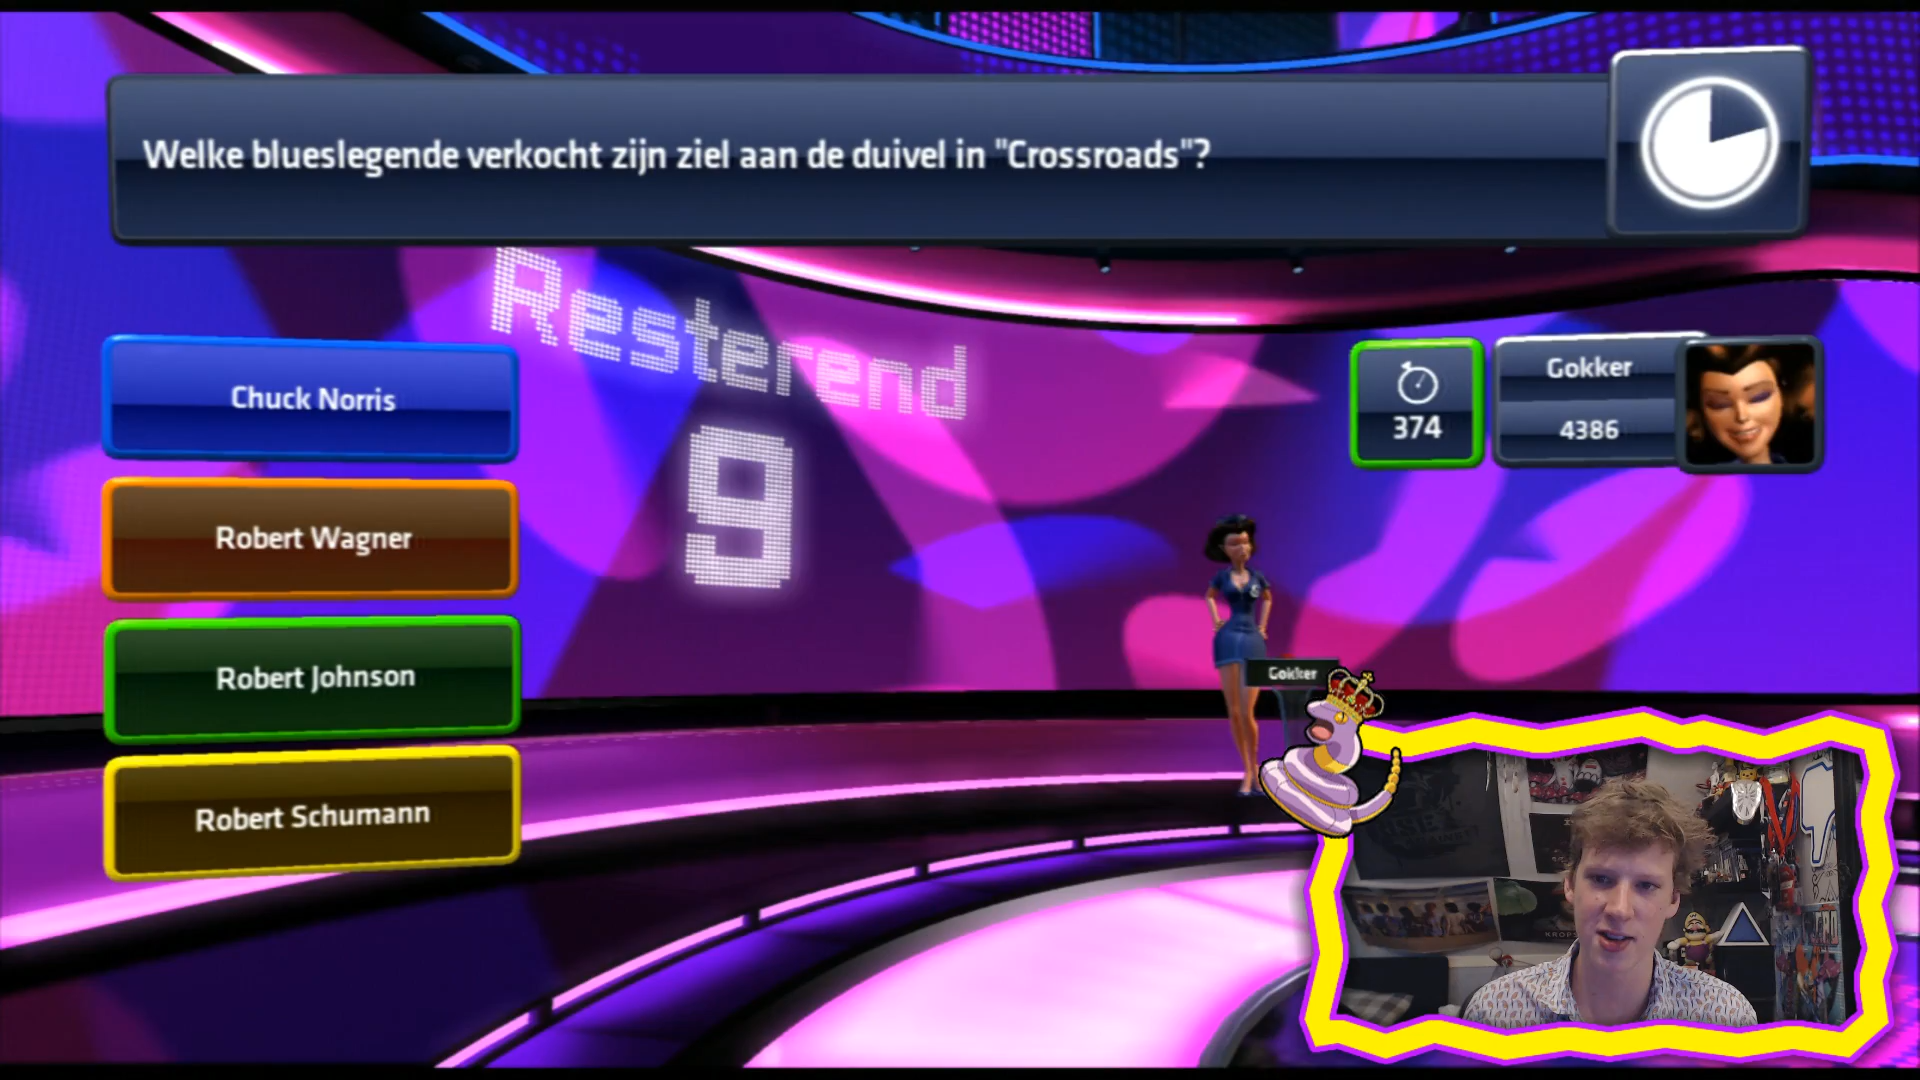 Welke blueslegende verkocht zijn ziel aan de duivel in "Crossroads"?
Resterend
9
Chuck Norris
Robert Wagner
Robert Johnson
Robert Schumann
374
Gokker
4386
Gokker